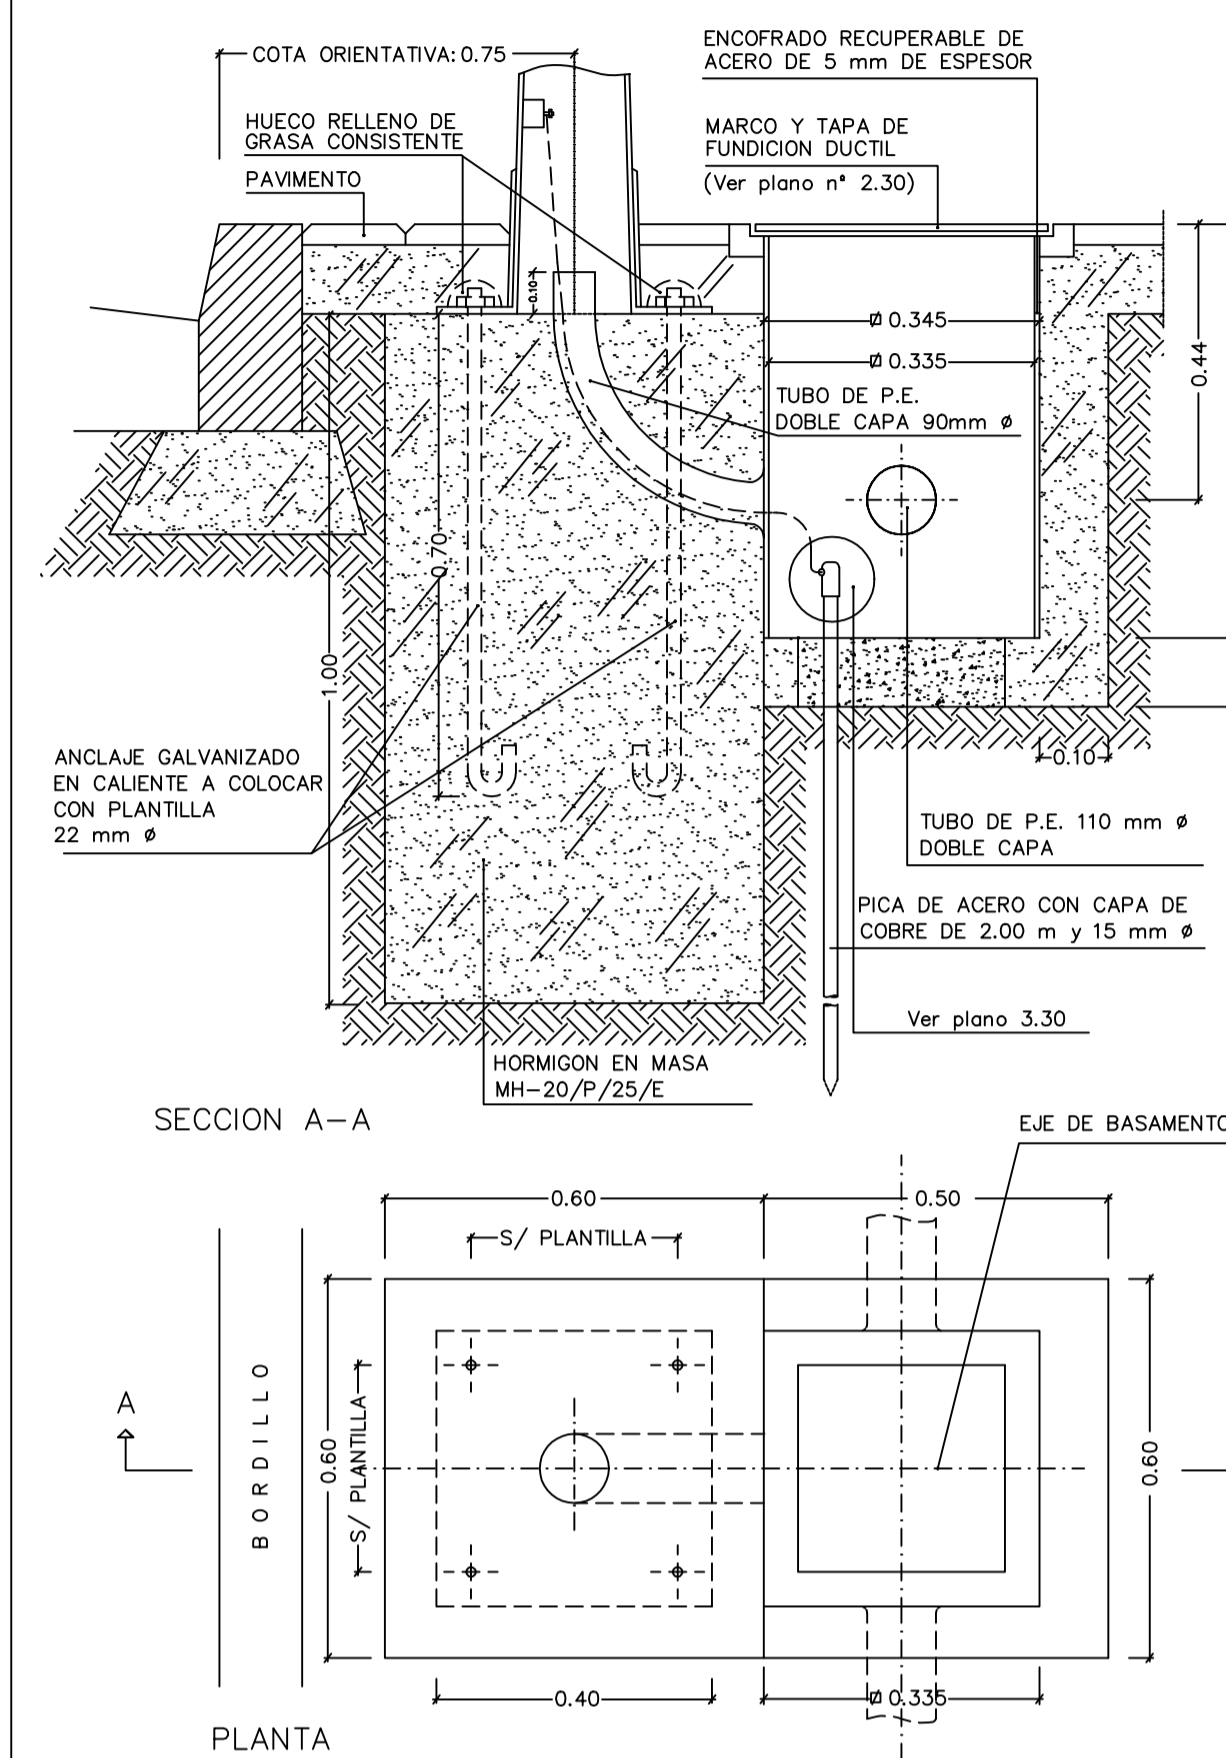 COTA ORIENTATIVA: 0.75
ENCOFRADO RECUPERABLE DE
ACERO DE 5 mm DE ESPESOR
HUECO RELLENO DE
GRASA CONSISTENTE
MARCO Y TAPA DE
FUNDICION DUCTIL
(Ver plano nº 2.30)
PAVIMENTO
0.10
⌀ 0.345
⌀ 0.335
0.44
TUBO DE P.E.
DOBLE CAPA 90mm ø
0.70
1.00
ANCLAJE GALVANIZADO
EN CALIENTE A COLOCAR
CON PLANTILLA
22 mm ø
0.10
TUBO DE P.E. 110 mm ø
DOBLE CAPA
PICA DE ACERO CON CAPA DE
COBRE DE 2.00 m y 15 mm ø
Ver plano 3.30
HORMIGON EN MASA
MH-20/P/25/E
SECCION A-A
EJE DE BASAMENTO
0.60
0.50
S/ PLANTILLA
A
BORDILLO
0.60
S/ PLANTILLA
0.60
0.40
⌀ 0.335
PLANTA